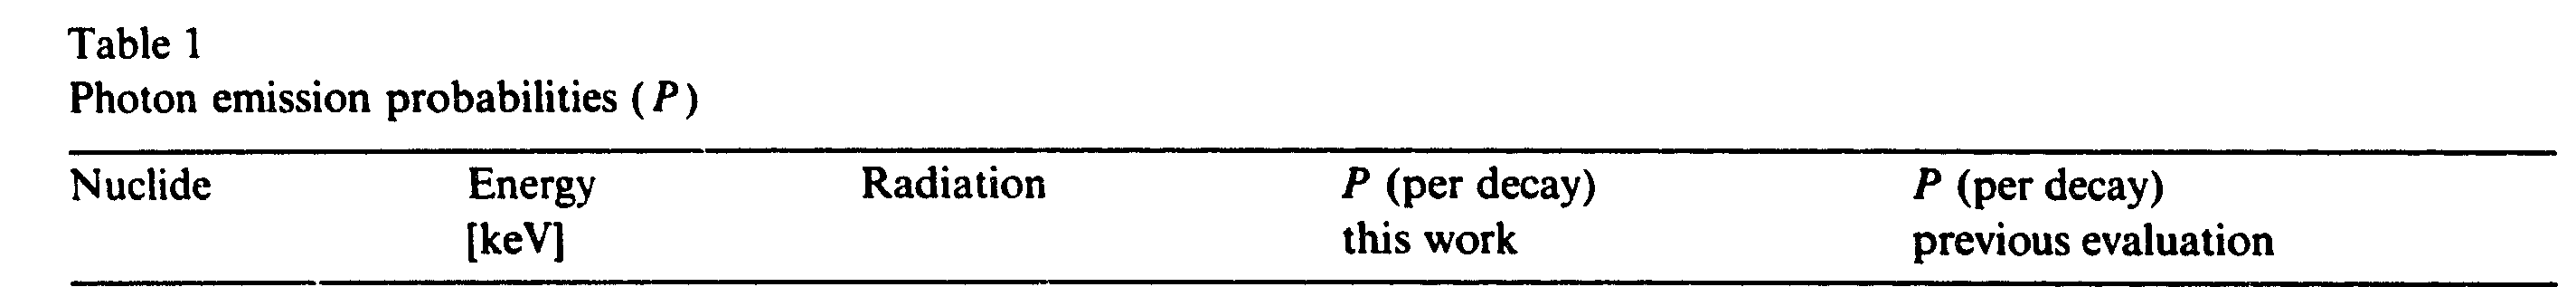 Table 1
Photon emission probabilities (P)
Nuclide Energy Radiation P (per decay) P (per decay)
[keV] this work previous evaluation